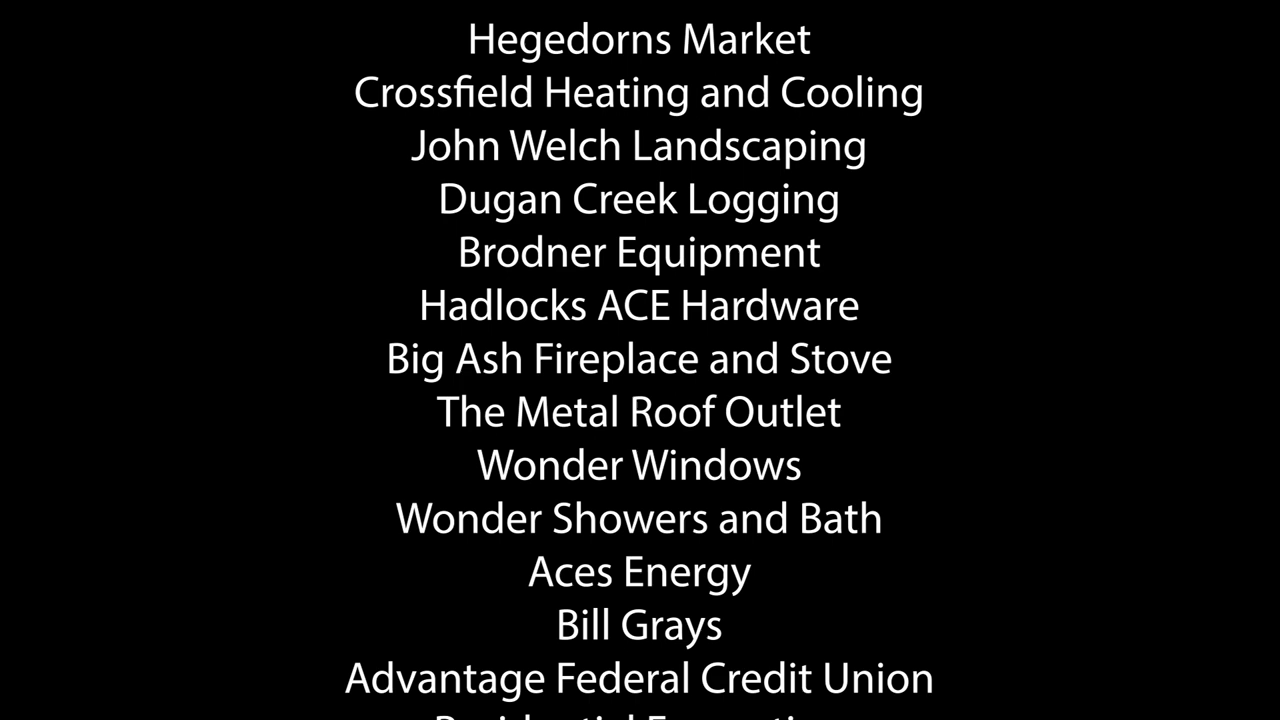 Hegedorns Market
Crossfield Heating and Cooling
John Welch Landscaping
Dugan Creek Logging
Brodner Equipment
Hadlocks ACE Hardware
Big Ash Fireplace and Stove
The Metal Roof Outlet
Wonder Windows
Wonder Showers and Bath
Aces Energy
Bill Grays
Advantage Federal Credit Union